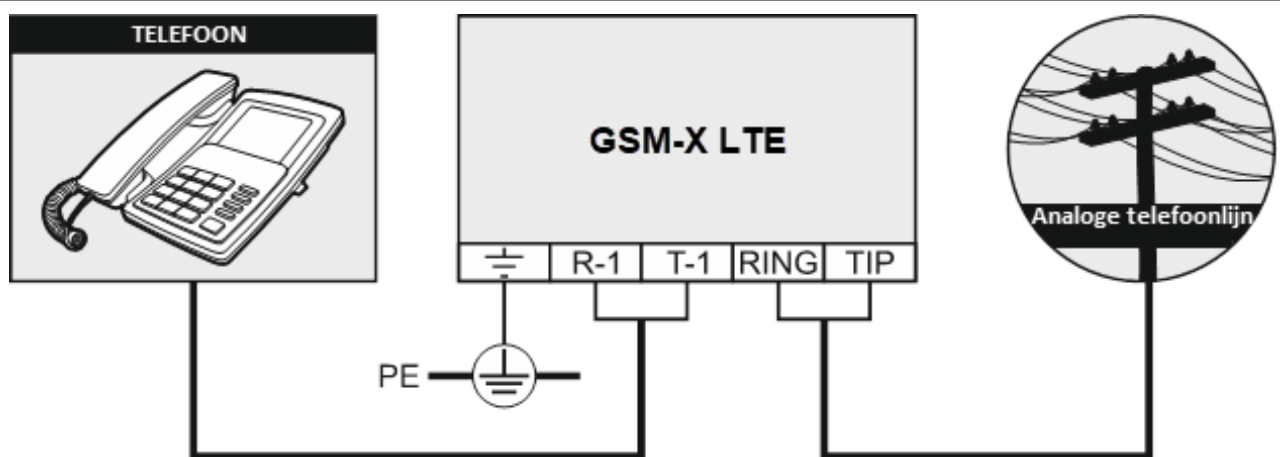 TELEFOON
GSM-X LTE
Analoge telefoonlijn
R-1 T-1 RING TIP
PE